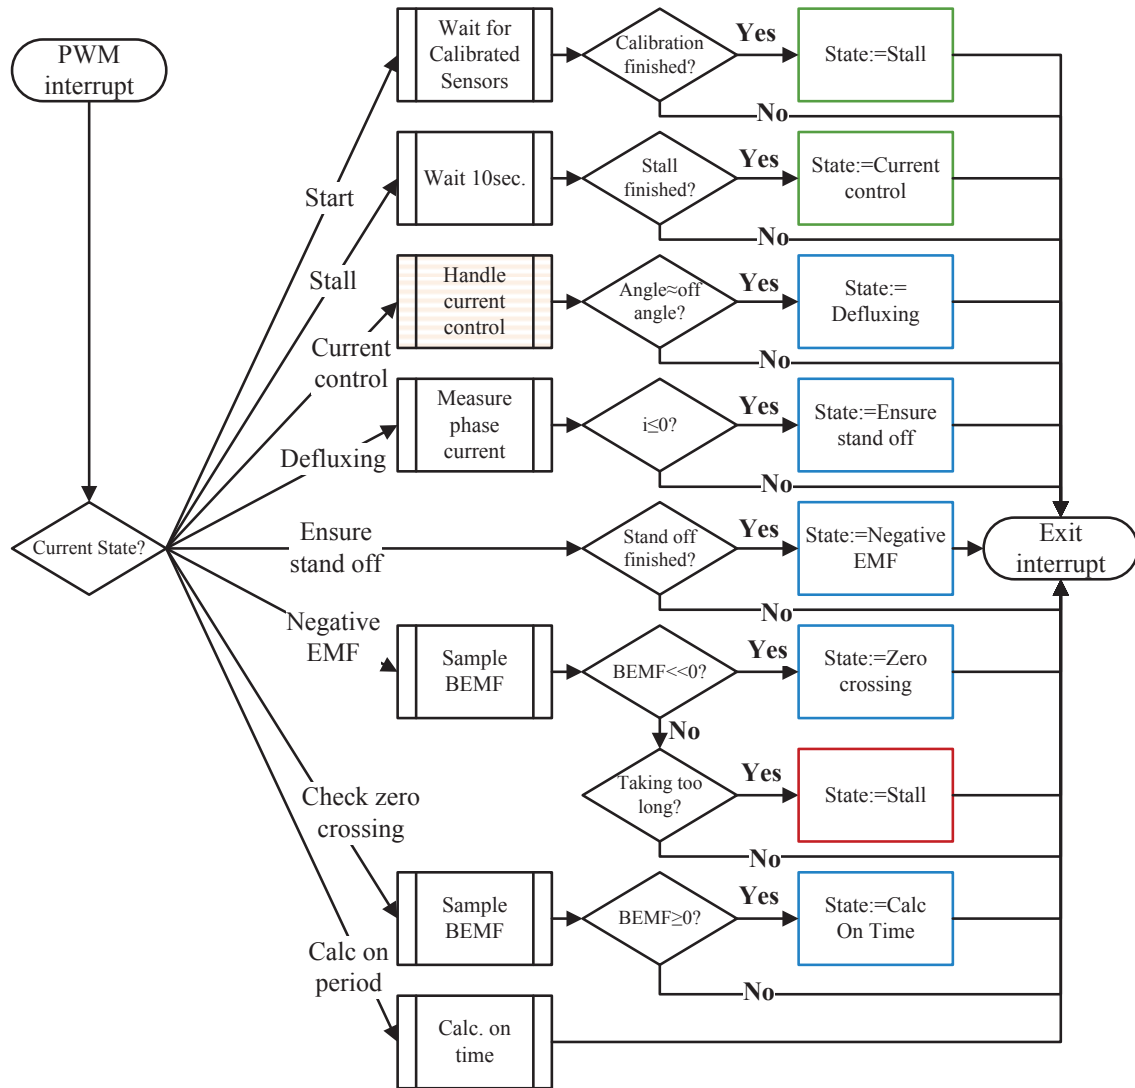 PWM
interrupt
Current State?
Start
Wait for
Calibrated
Sensors
Calibration
finished?
Yes
State:=Stall
No
Stall
Wait 10sec.
Stall
finished?
Yes
State:=Current
control
No
Current
control
Handle
current
control
Angle≈off
angle?
Yes
State:=
Defluxing
No
Defluxing
Measure
phase
current
i≤0?
Yes
State:=Ensure
stand off
No
Ensure
stand off
Stand off
finished?
Yes
State:=Negative
EMF
No
Exit
interrupt
Negative
EMF
Sample
BEMF
BEMF<<0?
Yes
State:=Zero
crossing
No
Taking too
long?
Yes
State:=Stall
No
Check zero
crossing
Sample
BEMF
BEMF≥0?
Yes
State:=Calc
On Time
No
Calc on
period
Calc. on
time